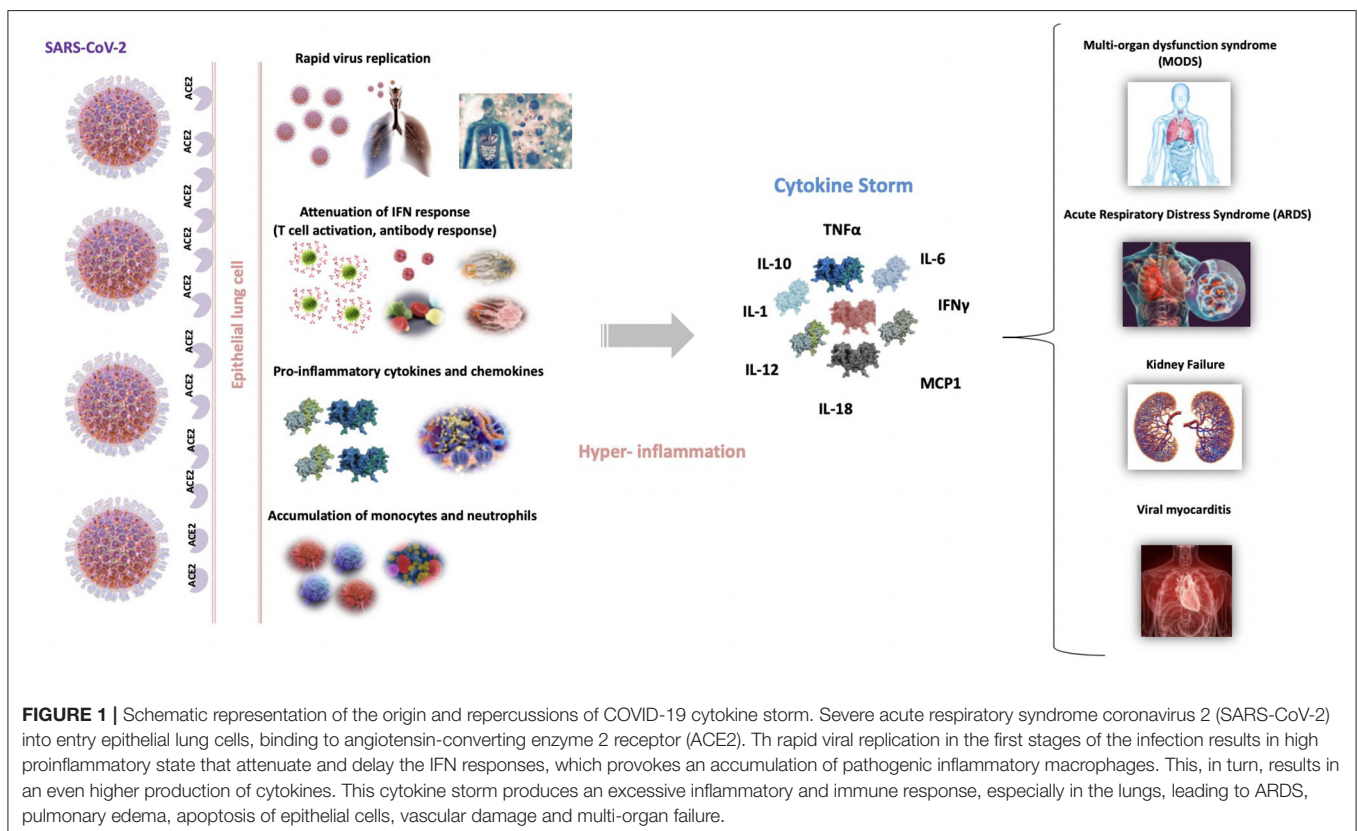 SARS-CoV-2
ACE2
ACE2
ACE2
ACE2
ACE2
ACE2
ACE2
ACE2
ACE2
ACE2
ACE2
Epithelial lung cell
Rapid virus replication
Attenuation of IFN response
(T cell activation, antibody response)
Pro-inflammatory cytokines and chemokines
Accumulation of monocytes and neutrophils
Hyper- inflammation
Cytokine Storm
TNFα
IL-10
IL-6
IL-1
IFNγ
IL-12
MCP1
IL-18
Multi-organ dysfunction syndrome
(MODS)
Acute Respiratory Distress Syndrome (ARDS)
Kidney Failure
Viral myocarditis
FIGURE 1 | Schematic representation of the origin and repercussions of COVID-19 cytokine storm. Severe acute respiratory syndrome coronavirus 2 (SARS-CoV-2)
into entry epithelial lung cells, binding to angiotensin-converting enzyme 2 receptor (ACE2). Th rapid viral replication in the first stages of the infection results in high
proinflammatory state that attenuate and delay the IFN responses, which provokes an accumulation of pathogenic inflammatory macrophages. This, in turn, results in
an even higher production of cytokines. This cytokine storm produces an excessive inflammatory and immune response, especially in the lungs, leading to ARDS,
pulmonary edema, apoptosis of epithelial cells, vascular damage and multi-organ failure.